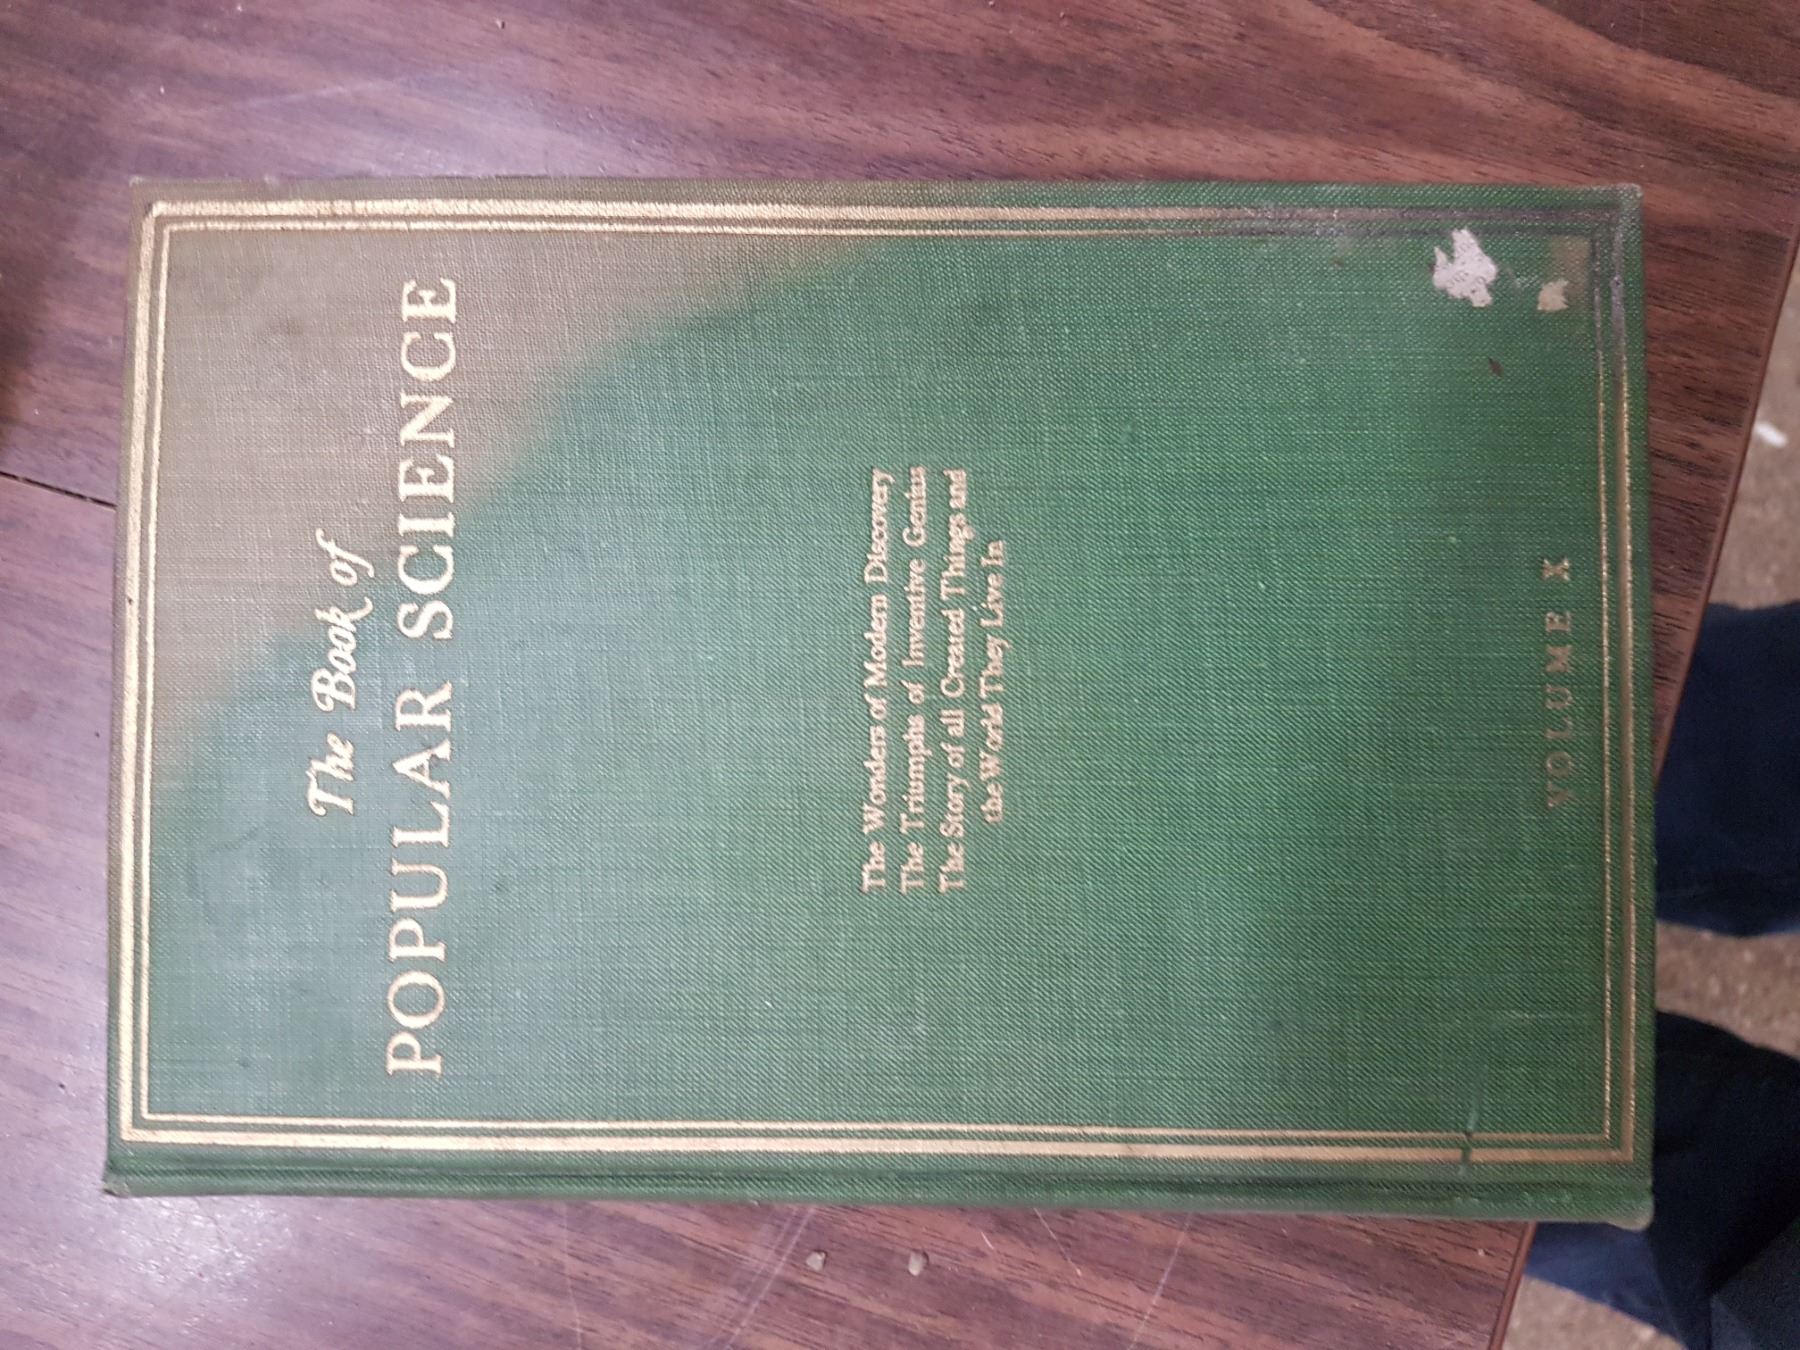 The Book of
POPULAR SCIENCE
The Wonders of Modern Discovery
The Triumphs of Inventive Genius
The Story of all Created Things and
the World They Live In
VOLUME X